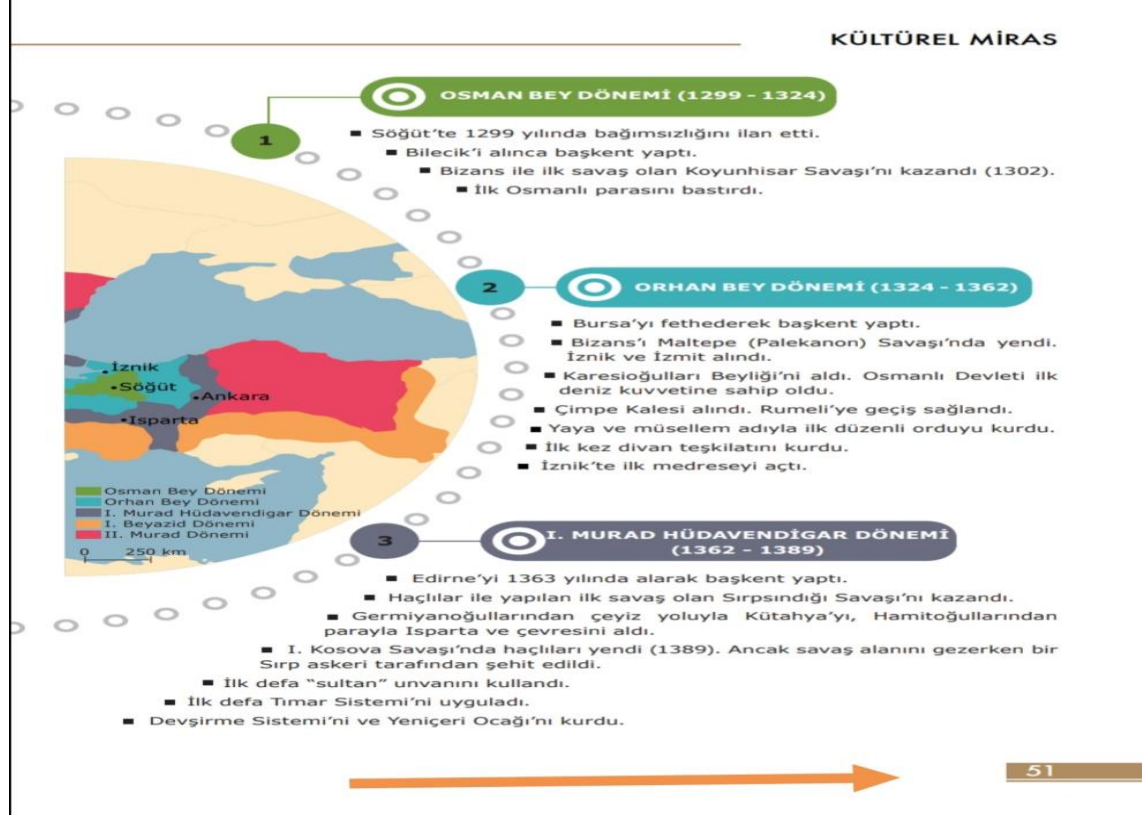 KÜLTÜREL MİRAS
OSMAN BEY DÖNEMİ (1299 - 1324)
1
▪ Söğüt’te 1299 yılında bağımsızlığını ilan etti.
▪ Bilecik’i alınca başkent yaptı.
▪ Bizans ile ilk savaş olan Koyunhisar Savaşı’nı kazandı (1302).
▪ İlk Osmanlı parasını bastırdı.
2
ORHAN BEY DÖNEMİ (1324 - 1362)
▪ Bursa’yı fethederek başkent yaptı.
▪ Bizans’ı Maltepe (Palekanon) Savaşı’nda yendi.
İznik ve İzmit alındı.
▪ Karesioğulları Beyliği’ni aldı. Osmanlı Devleti ilk
deniz kuvvetine sahip oldu.
▪ Çimpe Kalesi alındı. Rumeli’ye geçiş sağlandı.
▪ Yaya ve müsellem adıyla ilk düzenli orduyu kurdu.
▪ İlk kez divan teşkilatını kurdu.
▪ İznik’te ilk medreseyi açtı.
İznik
Söğüt
Ankara
Isparta
Osman Bey Dönemi
Orhan Bey Dönemi
I. Murad Hüdavendigar Dönemi
I. Beyazid Dönemi
II. Murad Dönemi
0 250 km
3
I. MURAD HÜDAVENDİGAR DÖNEMİ
(1362 - 1389)
▪ Edirne’yi 1363 yılında alarak başkent yaptı.
▪ Haçlılar ile yapılan ilk savaş olan Sırpsındığı Savaşı’nı kazandı.
▪ Germiyanoğullarından çeyiz yoluyla Kütahya’yı, Hamitoğullarından
parayla Isparta ve çevresini aldı.
▪ I. Kosova Savaşı’nda haçlıları yendi (1389). Ancak savaş alanını gezerken bir
Sırp askeri tarafından şehit edildi.
▪ İlk defa “sultan” unvanını kullandı.
▪ İlk defa Tımar Sistemi’ni uyguladı.
▪ Devşirme Sistemi’ni ve Yeniçeri Ocağı’nı kurdu.
51